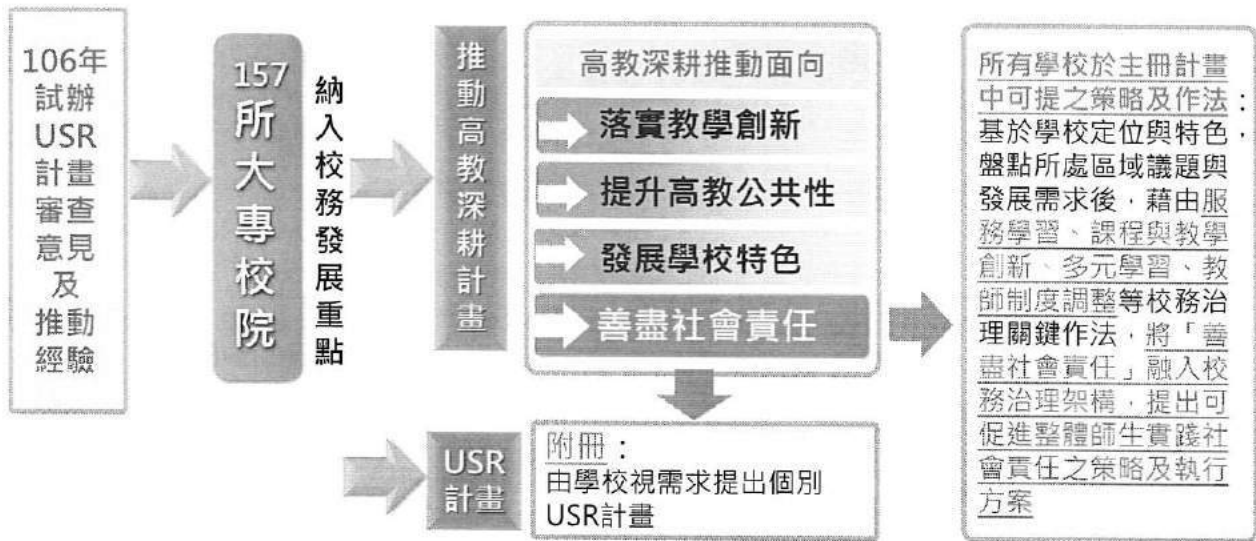 106年
試辦
USR
計畫
審查
意見
及
推動
經驗
157
所
大
專
校
院
納
入
校
務
發
展
重
點
推
動
高
教
深
耕
計
畫
高教深耕推動面向
落實教學創新
提升高教公共性
發展學校特色
善盡社會責任
USR
計畫
附冊：
由學校視需求提出個別
USR計畫
所有學校於主冊計畫
中可提之策略及作法：
基於學校定位與特色，
盤點所處區域議題與
發展需求後，藉由服
務學習、課程與教學
創新、多元學習、教
師制度調整等校務治
理關鍵作法，將「善
盡社會責任」融入校
務治理架構，提出可
促進整體師生實踐社
會責任之策略及執行
方案